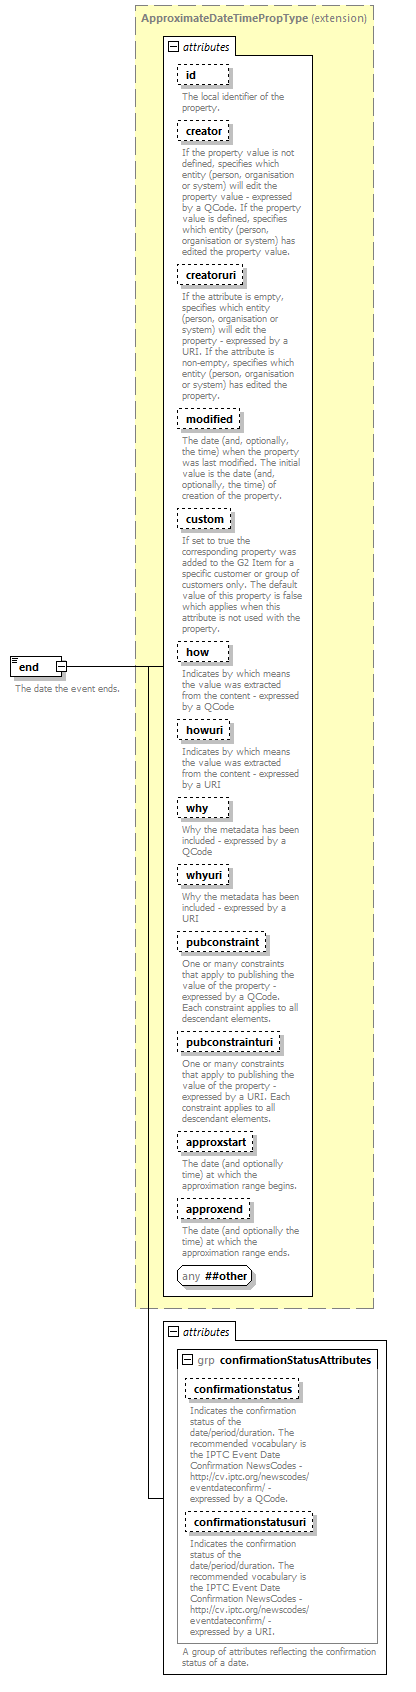 ApproximateDateTimePropType (extension)
attributes
id
The local identifier of the
property.
creator
If the property value is not
defined, specifies which
entity (person, organisation
or system) will edit the
property value - expressed
by a QCode. If the property
value is defined, specifies
which entity (person,
organisation or system) has
edited the property value.
creatoruri
If the attribute is empty,
specifies which entity
(person, organisation or
system) will edit the
property - expressed by a
URI. If the attribute is
non-empty, specifies which
entity (person, organisation
or system) has edited the
property.
modified
The date (and, optionally,
the time) when the property
was last modified. The initial
value is the date (and,
optionally, the time) of
creation of the property.
custom
If set to true the
corresponding property was
added to the G2 Item for a
specific customer or group of
customers only. The default
value of this property is false
which applies when this
attribute is not used with the
property.
how
Indicates by which means
the value was extracted
from the content - expressed
by a QCode
end
The date the event ends.
howuri
Indicates by which means
the value was extracted
from the content - expressed
by a URI
why
Why the metadata has been
included - expressed by a
QCode
whyuri
Why the metadata has been
included - expressed by a
URI
pubconstraint
One or many constraints
that apply to publishing the
value of the property -
expressed by a QCode.
Each constraint applies to all
descendant elements.
pubconstrainturi
One or many constraints
that apply to publishing the
value of the property -
expressed by a URI. Each
constraint applies to all
descendant elements.
approxstart
The date (and optionally
time) at which the
approximation range begins.
approxend
The date (and optionally the
time) at which the
approximation range ends.
any ##other
attributes
grp confirmationStatusAttributes
confirmationstatus
Indicates the confirmation
status of the
date/period/duration. The
recommended vocabulary is
the IPTC Event Date
Confirmation NewsCodes -
http://cv.iptc.org/newscodes/
eventdateconfirm/ -
expressed by a QCode.
confirmationstatusuri
Indicates the confirmation
status of the
date/period/duration. The
recommended vocabulary is
the IPTC Event Date
Confirmation NewsCodes -
http://cv.iptc.org/newscodes/
eventdateconfirm/ -
expressed by a URI.
A group of attributes reflecting the confirmation
status of a date.